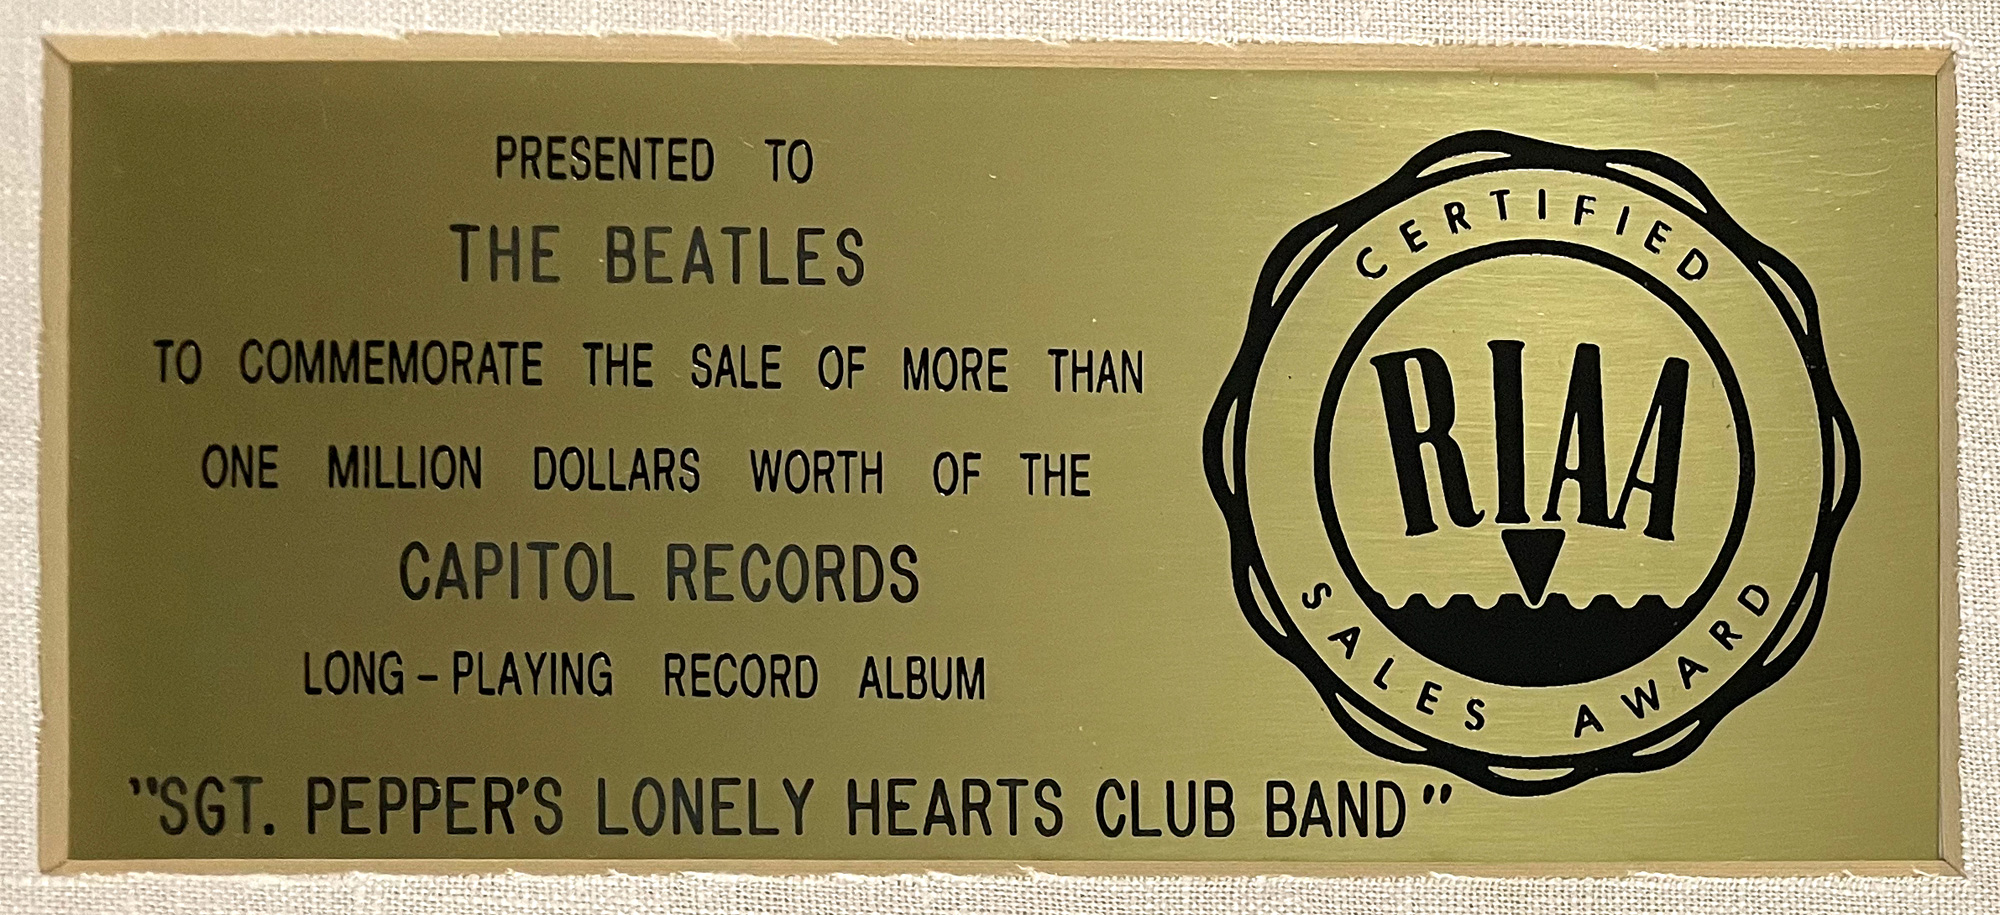 PRESENTED TO
THE BEATLES
TO COMMEMORATE THE SALE OF MORE THAN
ONE MILLION DOLLARS WORTH OF THE
CAPITOL RECORDS
LONG-PLAYING RECORD ALBUM
"SGT. PEPPER'S LONELY HEARTS CLUB BAND"
CERTIFIED
RIAA
SALES AWARD